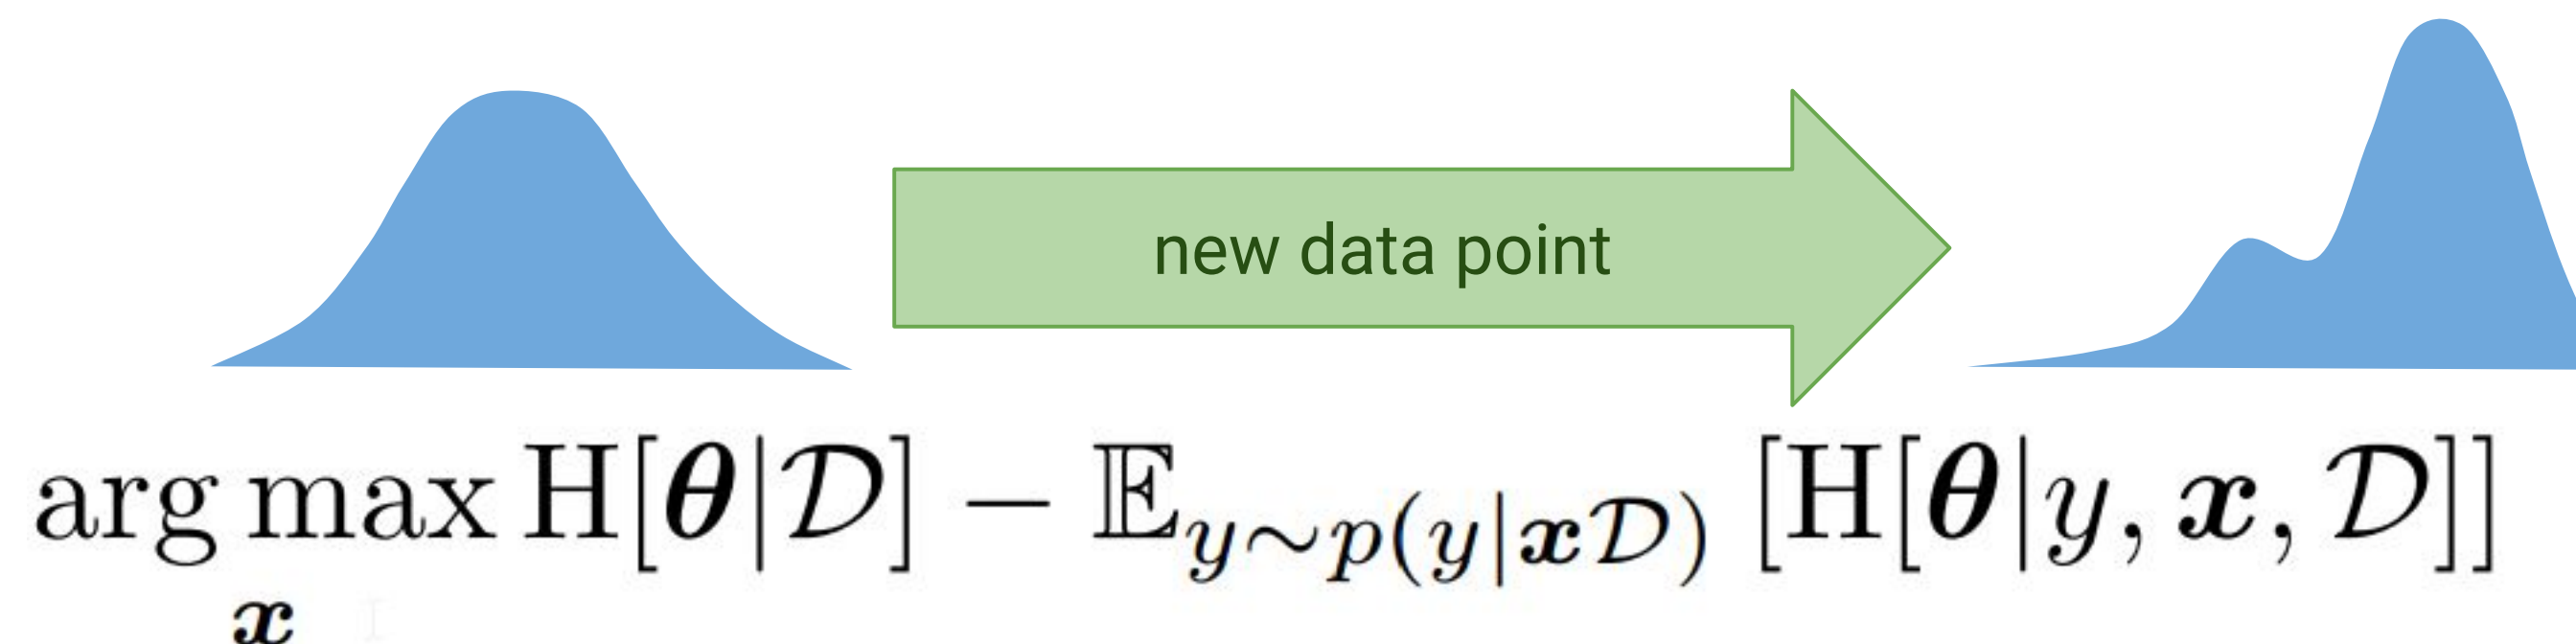 new data point
arg max H[θ|𝒟] − 𝔼_{y∼p(y|x𝒟)} [H[θ|y, x, 𝒟]]
x